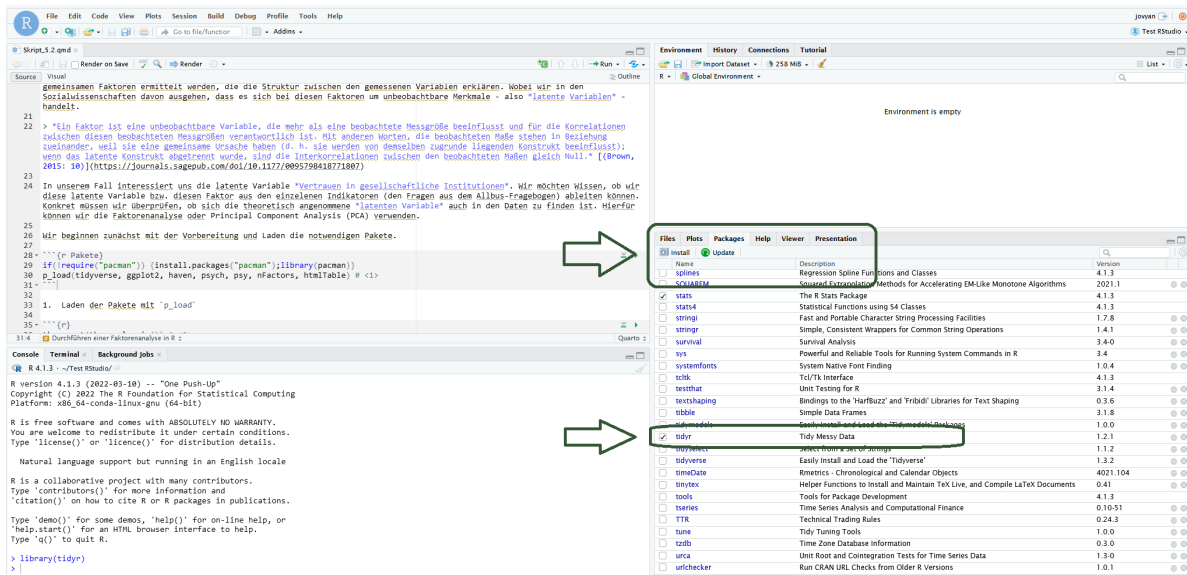 File Edit Code View Plots Session Build Debug Profile Tools Help
jovyan
Go to file/function
Addins
Test RStudio
Skript_5.2.qmd
Render on Save
Render
Run
Source Visual
Outline
gemeinsamen Faktoren ermittelt werden, die die Struktur zwischen den gemessenen Variablen erklären. Wobei wir in den
Sozialwissenschaften davon ausgehen, dass es sich bei diesen Faktoren um unbeobachtbare Merkmale - also *latente Variablen* -
handelt.
21
22 > *Ein Faktor ist eine unbeobachtbare Variable, die mehr als eine beobachtete Messgröße beeinflusst und für die Korrelationen
zwischen diesen beobachteten Messgrößen verantwortlich ist. Mit anderen Worten, die beobachteten Maße stehen in Beziehung
zueinander, weil sie eine gemeinsame Ursache haben (d. h. sie werden von demselben zugrunde liegenden Konstrukt beeinflusst);
wenn das latente Konstrukt abgetrennt wurde, sind die Interkorrelationen zwischen den beobachteten Maßen gleich Null.* [(Brown,
2015: 10)](https://journals.sagepub.com/doi/10.1177/0095798418771807)
23
24 In unserem Fall interessiert uns die latente Variable *Vertrauen in gesellschaftliche Institutionen*. Wir möchten Wissen, ob wir
diese latente Variable bzw. diesen Faktor aus den einzelenen Indikatoren (den Fragen aus dem Allbus-Fragebogen) ableiten können.
Konkret müssen wir überprüfen, ob sich die theoretisch angenommene *latenten Variable* auch in den Daten zu finden ist. Hierfür
können wir die Faktorenanalyse oder Principal Component Analysis (PCA) verwenden.
25
26 Wir beginnen zunächst mit der Vorbereitung und Laden die notwendigen Pakete.
27
28 ```{r Pakete}
29 if(!require("pacman")) {install.packages("pacman");library(pacman)}
30 p_load(tidyverse, ggplot2, haven, psych, psy, nFactors, htmlTable) # <1>
31 ```
32
33 1. Laden der Pakete mit `p_load`
34
35 ```{r}
31:4 Durchführen einer Faktorenanalyse in R
Quarto
Console Terminal Background Jobs
R 4.1.3 · ~/Test RStudio/
R version 4.1.3 (2022-03-10) -- "One Push-Up"
Copyright (C) 2022 The R Foundation for Statistical Computing
Platform: x86_64-conda-linux-gnu (64-bit)
R is free software and comes with ABSOLUTELY NO WARRANTY.
You are welcome to redistribute it under certain conditions.
Type 'license()' or 'licence()' for distribution details.
Natural language support but running in an English locale
R is a collaborative project with many contributors.
Type 'contributors()' for more information and
'citation()' on how to cite R or R packages in publications.
Type 'demo()' for some demos, 'help()' for on-line help, or
'help.start()' for an HTML browser interface to help.
Type 'q()' to quit R.
> library(tidyr)
>
Environment History Connections Tutorial
Import Dataset 258 MiB
List
R Global Environment
Environment is empty
Files Plots Packages Help Viewer Presentation
Install Update
Name Description Version
splines Regression Spline Functions and Classes 4.1.3
SQUAREM Squared Extrapolation Methods for Accelerating EM-Like Monotone Algorithms 2021.1
stats The R Stats Package 4.1.3
stats4 Statistical Functions using S4 Classes 4.1.3
stringi Fast and Portable Character String Processing Facilities 1.7.8
stringr Simple, Consistent Wrappers for Common String Operations 1.4.1
survival Survival Analysis 3.4-0
sys Powerful and Reliable Tools for Running System Commands in R 3.4
systemfonts System Native Font Finding 1.0.4
tcltk Tcl/Tk Interface 4.1.3
testthat Unit Testing for R 3.1.4
textshaping Bindings to the 'HarfBuzz' and 'Fribidi' Libraries for Text Shaping 0.3.6
tibble Simple Data Frames 3.1.8
tidymodels Easily Install and Load the 'Tidymodels' Packages 1.0.0
tidyr Tidy Messy Data 1.2.1
tidyselect Select from a Set of Strings 1.1.2
tidyverse Easily Install and Load the 'Tidyverse' 1.3.2
timeDate Rmetrics - Chronological and Calendar Objects 4021.104
tinytex Helper Functions to Install and Maintain TeX Live, and Compile LaTeX Documents 0.41
tools Tools for Package Development 4.1.3
tseries Time Series Analysis and Computational Finance 0.10-51
TTR Technical Trading Rules 0.24.3
tune Tidy Tuning Tools 1.0.0
tzdb Time Zone Database Information 0.3.0
urca Unit Root and Cointegration Tests for Time Series Data 1.3-0
urlchecker Run CRAN URL Checks from Older R Versions 1.0.1